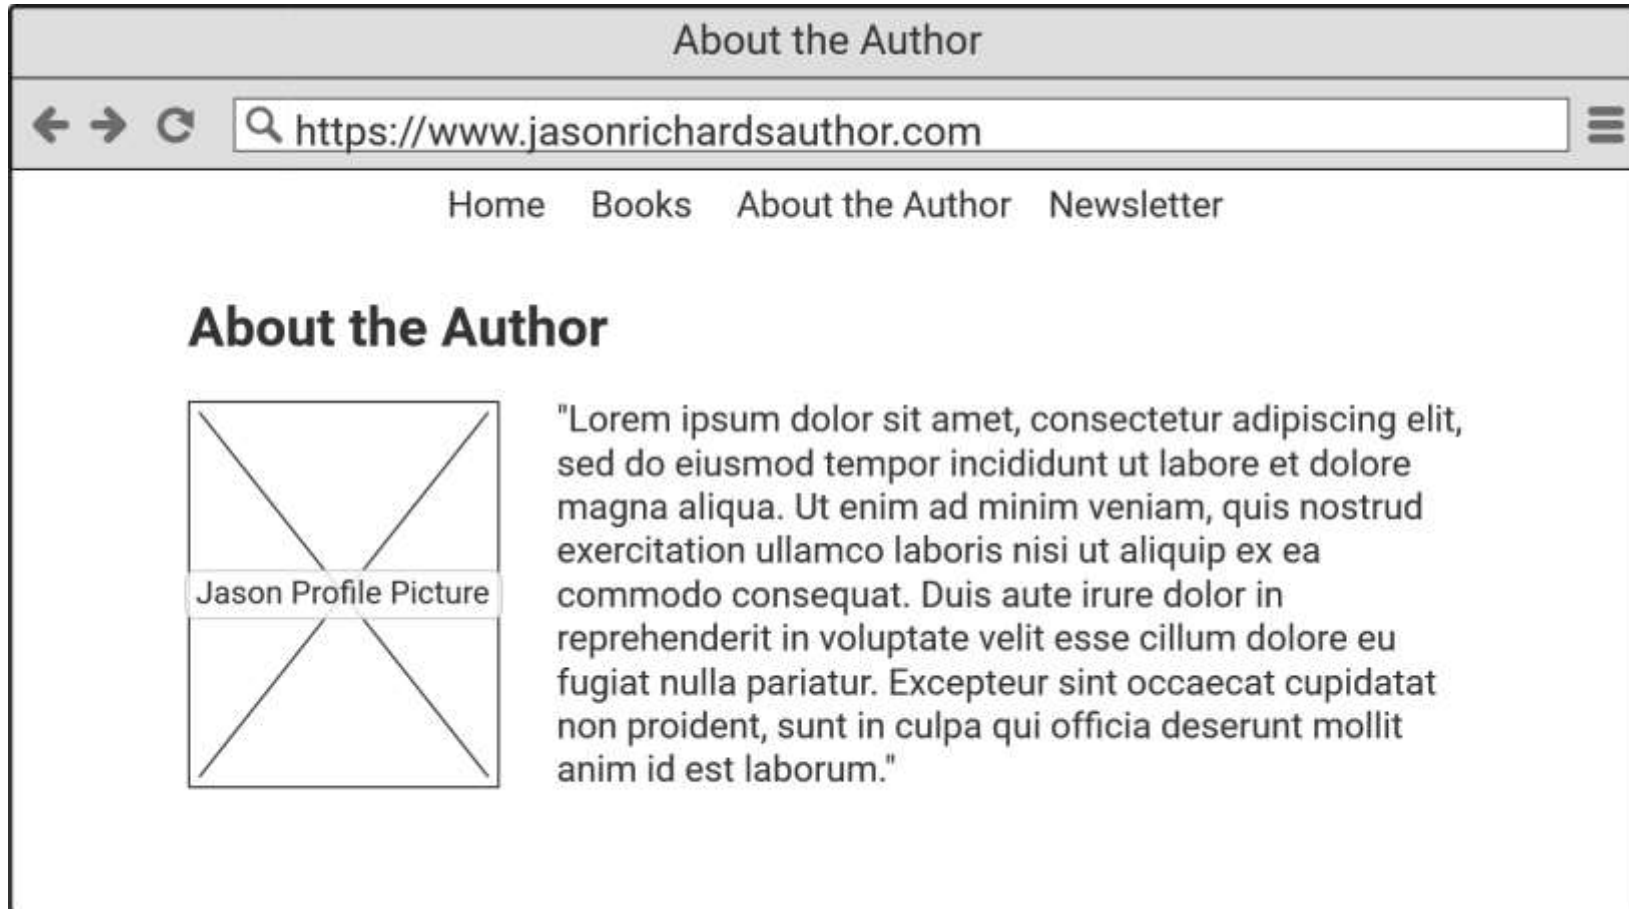 About the Author
https://www.jasonrichardsauthor.com
Home Books About the Author Newsletter
About the Author
Jason Profile Picture
"Lorem ipsum dolor sit amet, consectetur adipiscing elit,
sed do eiusmod tempor incididunt ut labore et dolore
magna aliqua. Ut enim ad minim veniam, quis nostrud
exercitation ullamco laboris nisi ut aliquip ex ea
commodo consequat. Duis aute irure dolor in
reprehenderit in voluptate velit esse cillum dolore eu
fugiat nulla pariatur. Excepteur sint occaecat cupidatat
non proident, sunt in culpa qui officia deserunt mollit
anim id est laborum."